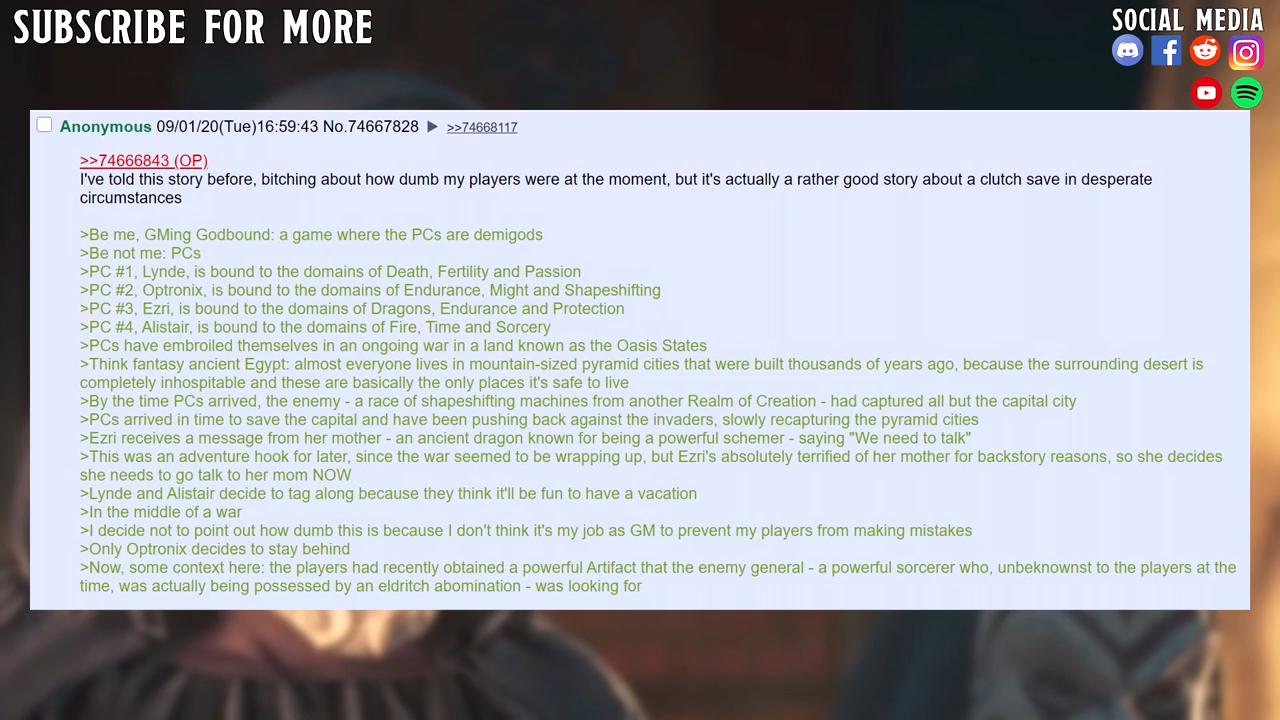 SUBSCRIBE FOR MORE
SOCIAL MEDIA
Anonymous 09/01/20(Tue)16:59:43 No.74667828 ▶ >>74668117
>>74666843 (OP)
I've told this story before, bitching about how dumb my players were at the moment, but it's actually a rather good story about a clutch save in desperate
circumstances
>Be me, GMing Godbound: a game where the PCs are demigods
>Be not me: PCs
>PC #1, Lynde, is bound to the domains of Death, Fertility and Passion
>PC #2, Optronix, is bound to the domains of Endurance, Might and Shapeshifting
>PC #3, Ezri, is bound to the domains of Dragons, Endurance and Protection
>PC #4, Alistair, is bound to the domains of Fire, Time and Sorcery
>PCs have embroiled themselves in an ongoing war in a land known as the Oasis States
>Think fantasy ancient Egypt: almost everyone lives in mountain-sized pyramid cities that were built thousands of years ago, because the surrounding desert is
completely inhospitable and these are basically the only places it's safe to live
>By the time PCs arrived, the enemy - a race of shapeshifting machines from another Realm of Creation - had captured all but the capital city
>PCs arrived in time to save the capital and have been pushing back against the invaders, slowly recapturing the pyramid cities
>Ezri receives a message from her mother - an ancient dragon known for being a powerful schemer - saying "We need to talk"
>This was an adventure hook for later, since the war seemed to be wrapping up, but Ezri's absolutely terrified of her mother for backstory reasons, so she decides
she needs to go talk to her mom NOW
>Lynde and Alistair decide to tag along because they think it'll be fun to have a vacation
>In the middle of a war
>I decide not to point out how dumb this is because I don't think it's my job as GM to prevent my players from making mistakes
>Only Optronix decides to stay behind
>Now, some context here: the players had recently obtained a powerful Artifact that the enemy general - a powerful sorcerer who, unbeknownst to the players at the
time, was actually being possessed by an eldritch abomination - was looking for